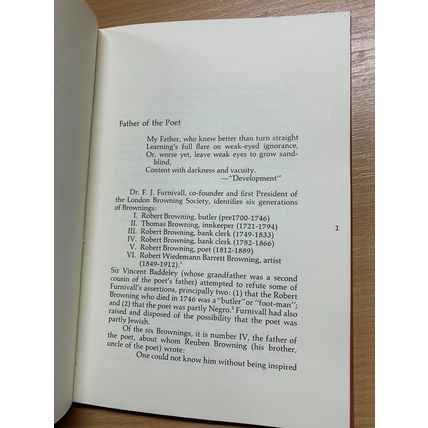 Father of the Poet
My Father, who knew better than turn straight
Learning's full flare on weak-eyed ignorance,
Or, worse yet, leave weak eyes to grow sand-
blind,
Content with darkness and vacuity.
—"Development"
Dr. F. J. Furnivall, co-founder and first President of
the London Browning Society, identifies six generations
of Brownings:
I. Robert Browning, butler (pre1700-1746)
II. Thomas Browning, innkeeper (1721-1794)
III. Robert Browning, bank clerk (1749-1833)
IV. Robert Browning, bank clerk (1782-1866)
V. Robert Browning, poet (1812-1889)
VI. Robert Wiedemann Barrett Browning, artist
(1849-1912).¹
Sir Vincent Baddeley (whose grandfather was a second
cousin of the poet's father) attempted to refute some of
Furnivall's assertions, principally two: (1) that the Robert
Browning who died in 1746 was a "butler" or "foot-man";
and (2) that the poet was partly Negro.² Furnivall had also
raised and disposed of the possibility that the poet was
partly Jewish.
Of the six Brownings, it is number IV, the father of
the poet, about whom Reuben Browning (his brother,
uncle of the poet) wrote:
One could not know him without being inspired
1